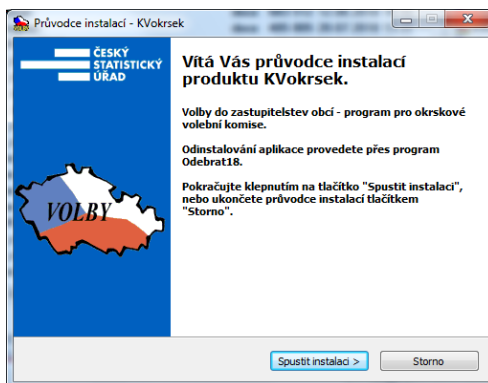 Průvodce instalací - KVokrsek
ČESKÝ
STATISTICKÝ
ÚŘAD
VOLBY
Vítá Vás průvodce instalací
produktu KVokrsek.
Volby do zastupitelstev obcí - program pro okrskové
volební komise.
Odinstalování aplikace provedete přes program
Odebrat18.
Pokračujte klepnutím na tlačítko "Spustit instalaci",
nebo ukončete průvodce instalací tlačítkem
"Storno".
Spustit instalaci >
Storno